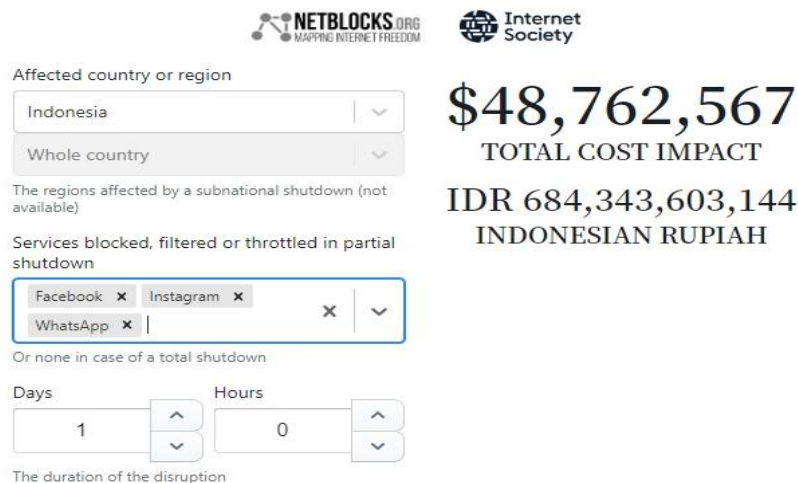 NETBLOCKS.ORG
MAPPING INTERNET FREEDOM
Internet
Society
Affected country or region
Indonesia
Whole country
The regions affected by a subnational shutdown (not
available)
Services blocked, filtered or throttled in partial
shutdown
Facebook × Instagram ×
WhatsApp ×
Or none in case of a total shutdown
Days Hours
1 0
The duration of the disruption
$48,762,567
TOTAL COST IMPACT
IDR 684,343,603,144
INDONESIAN RUPIAH